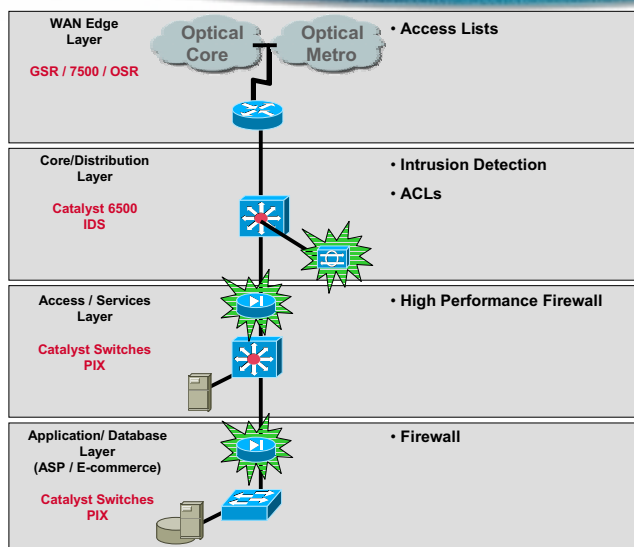 WAN Edge
Layer
GSR / 7500 / OSR
Optical
Core
Optical
Metro
• Access Lists
Core/Distribution
Layer
Catalyst 6500
IDS
• Intrusion Detection
• ACLs
Access / Services
Layer
Catalyst Switches
PIX
• High Performance Firewall
Application/ Database
Layer
(ASP / E-commerce)
Catalyst Switches
PIX
• Firewall